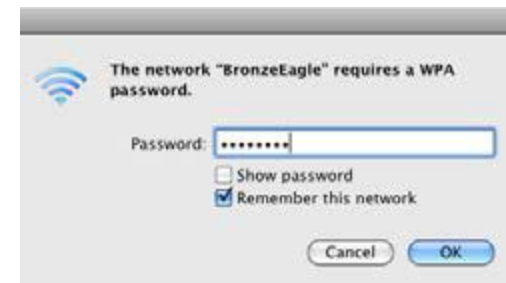 The network "BronzeEagle" requires a WPA
password.
Password: ••••••••
Show password
Remember this network
Cancel OK